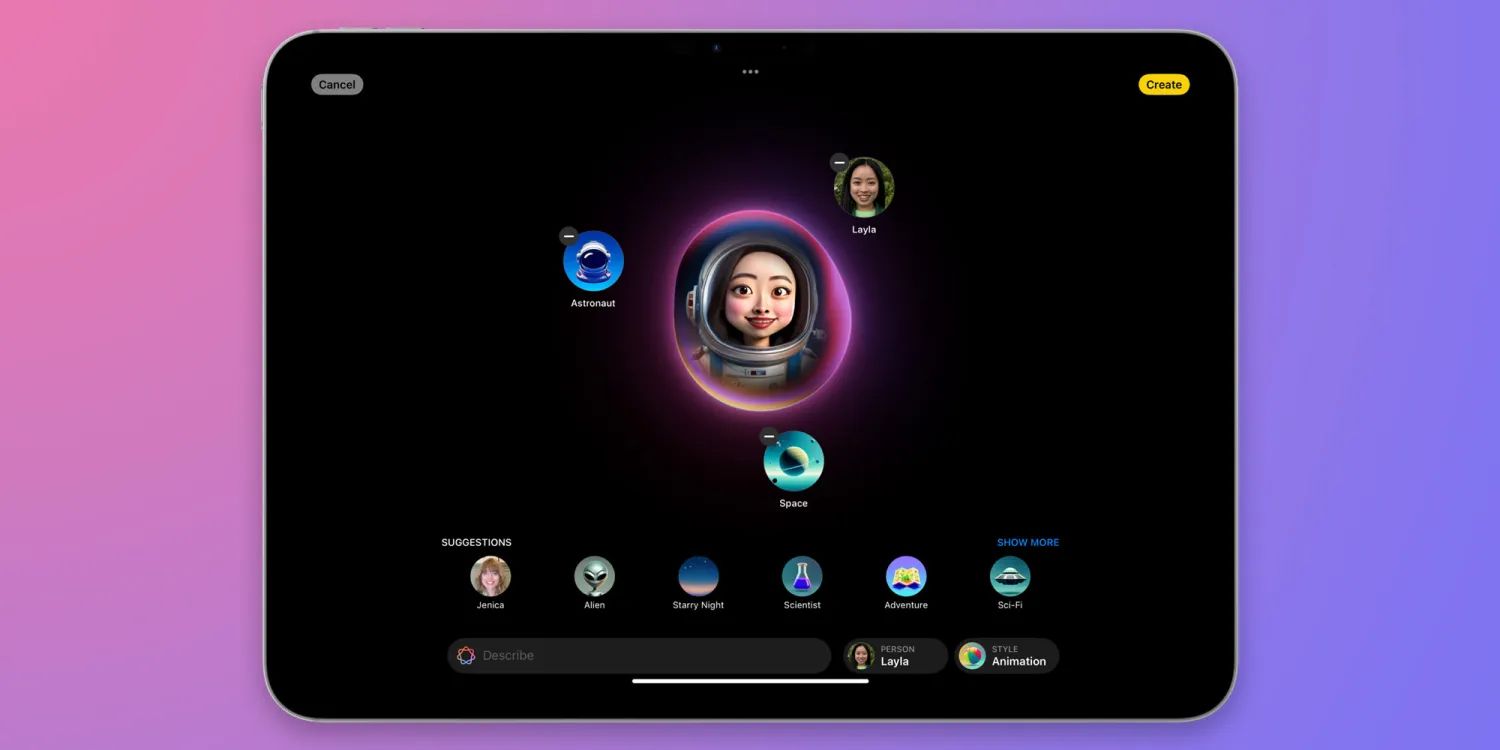 Cancel
Create
Layla
Astronaut
Space
SUGGESTIONS
SHOW MORE
Jenica
Alien
Starry Night
Scientist
Adventure
Sci-Fi
Describe
PERSON
Layla
STYLE
Animation